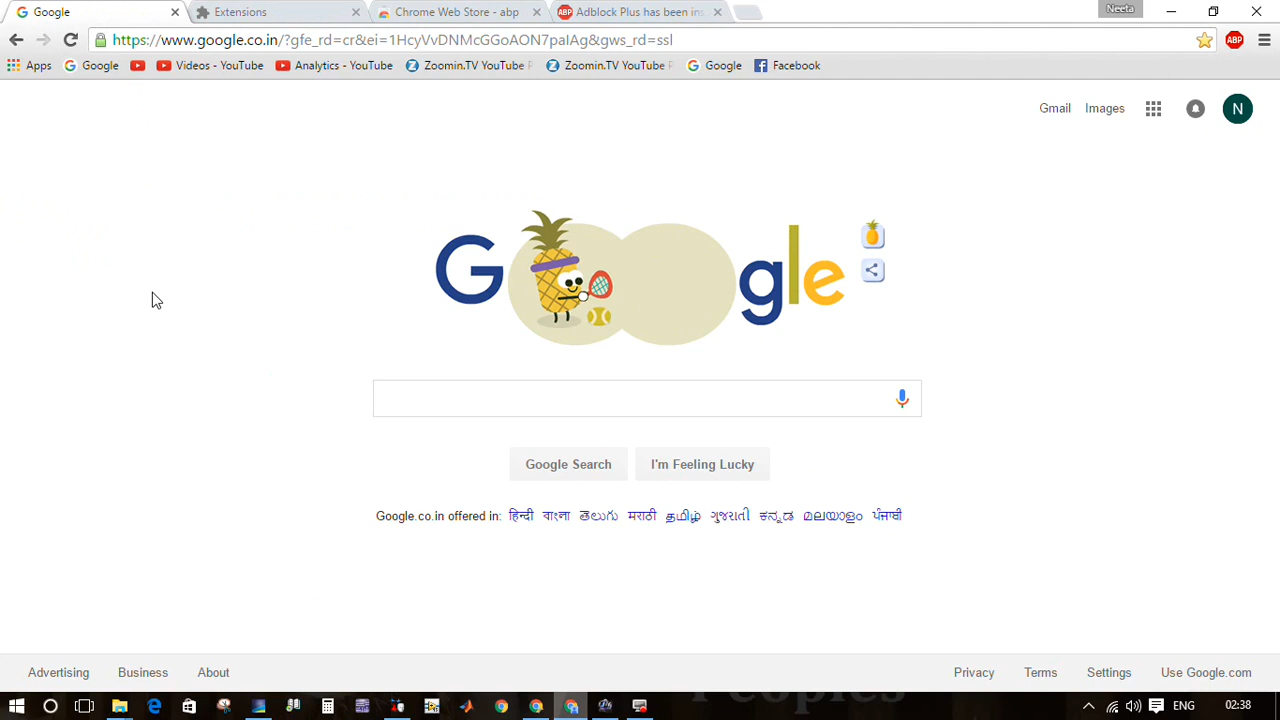 Google
Extensions
Chrome Web Store - abp
Adblock Plus has been ins
Neeta
https://www.google.co.in/?gfe_rd=cr&ei=1HcyVvDNMcGGoAON7paIAg&gws_rd=ssl
ABP
Apps
Google
Videos - YouTube
Analytics - YouTube
Zoomin.TV YouTube P
Zoomin.TV YouTube P
Google
Facebook
Gmail
Images
N
Google
Google Search
I'm Feeling Lucky
Google.co.in offered in: हिन्दी বাংলা తెలుగు मराठी தமிழ் ગુજરાતી ಕನ್ನಡ മലയാളം ਪੰਜਾਬੀ
Advertising
Business
About
Privacy
Terms
Settings
Use Google.com
Peoples
ENG
02:38